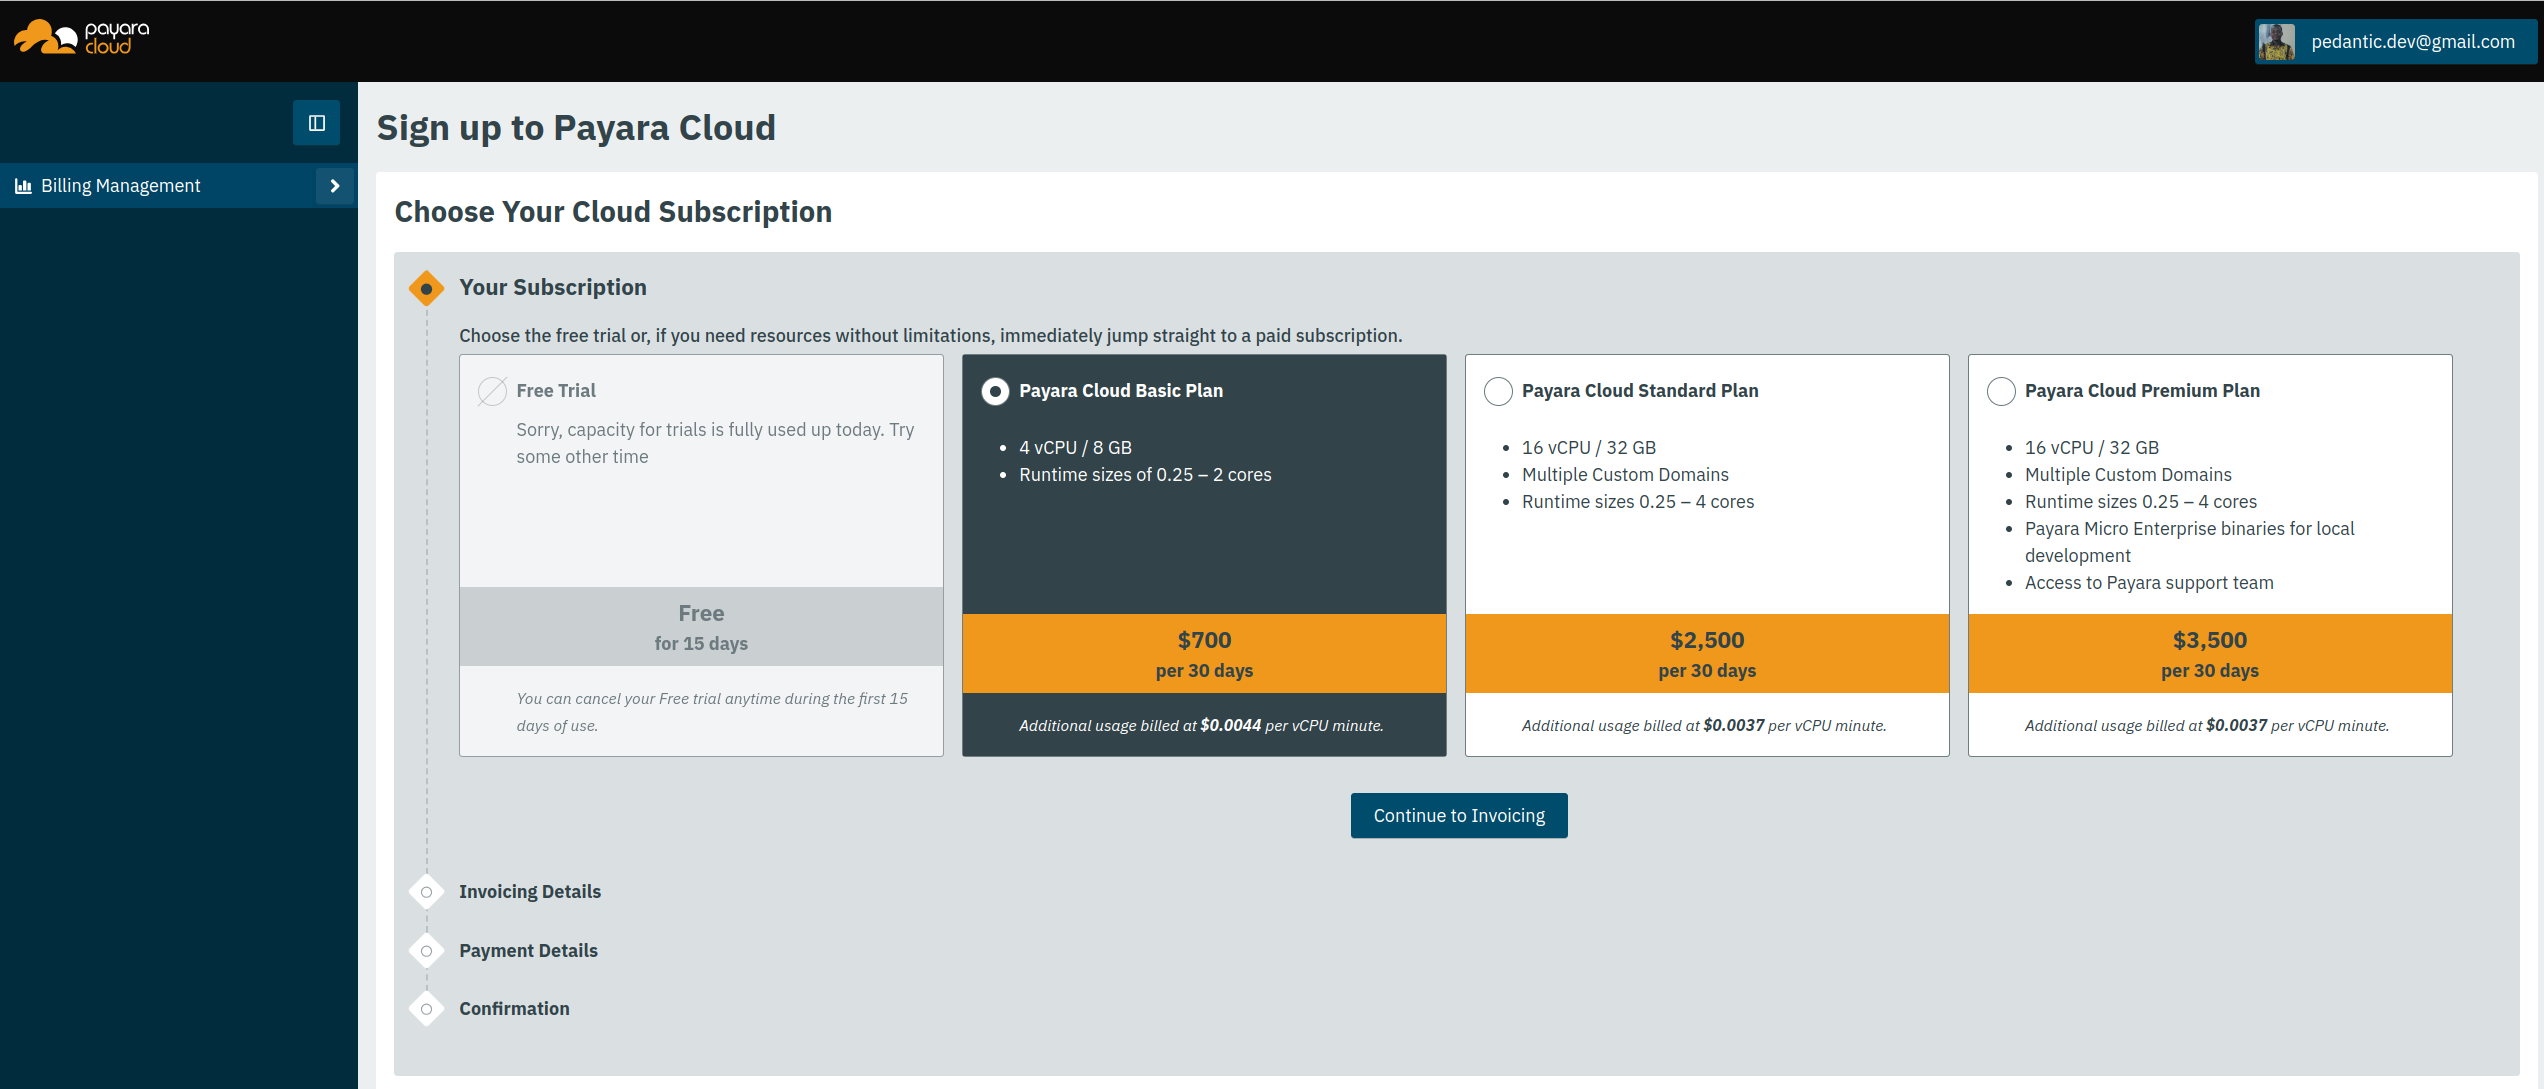 payara
cloud
pedantic.dev@gmail.com
Billing Management
Sign up to Payara Cloud
Choose Your Cloud Subscription
Your Subscription
Choose the free trial or, if you need resources without limitations, immediately jump straight to a paid subscription.
Free Trial
Sorry, capacity for trials is fully used up today. Try
some other time
Free
for 15 days
You can cancel your Free trial anytime during the first 15
days of use.
Payara Cloud Basic Plan
• 4 vCPU / 8 GB
• Runtime sizes of 0.25 – 2 cores
$700
per 30 days
Additional usage billed at $0.0044 per vCPU minute.
Payara Cloud Standard Plan
• 16 vCPU / 32 GB
• Multiple Custom Domains
• Runtime sizes 0.25 – 4 cores
$2,500
per 30 days
Additional usage billed at $0.0037 per vCPU minute.
Payara Cloud Premium Plan
• 16 vCPU / 32 GB
• Multiple Custom Domains
• Runtime sizes 0.25 – 4 cores
• Payara Micro Enterprise binaries for local
development
• Access to Payara support team
$3,500
per 30 days
Additional usage billed at $0.0037 per vCPU minute.
Continue to Invoicing
Invoicing Details
Payment Details
Confirmation